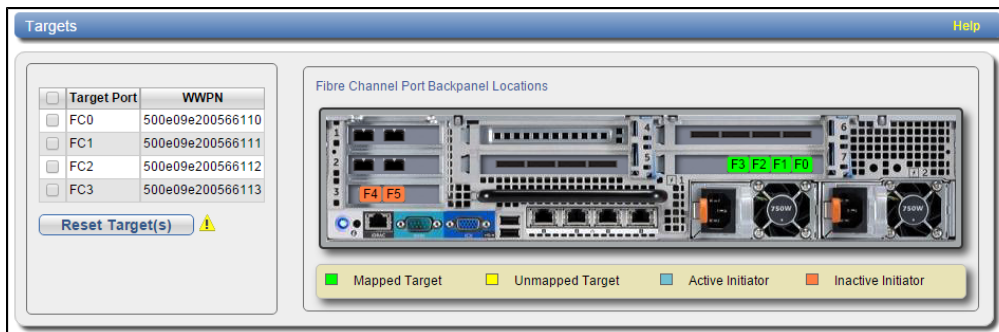 Targets
Help
Target Port WWPN
FC0 500e09e200566110
FC1 500e09e200566111
FC2 500e09e200566112
FC3 500e09e200566113
Reset Target(s)
Fibre Channel Port Backpanel Locations
1
4
6
2
5
7
F3 F2 F1 F0
3
F4 F5
1
2
750W
750W
Mapped Target
Unmapped Target
Active Initiator
Inactive Initiator